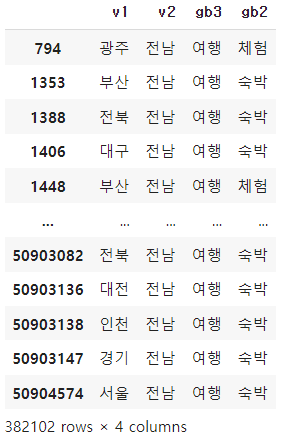 v1 v2 gb3 gb2
794 광주 전남 여행 체험
1353 부산 전남 여행 숙박
1388 전북 전남 여행 숙박
1406 대구 전남 여행 숙박
1448 부산 전남 여행 체험
... ... ... ... ...
50903082 전북 전남 여행 숙박
50903136 대전 전남 여행 숙박
50903138 인천 전남 여행 숙박
50903147 경기 전남 여행 숙박
50904574 서울 전남 여행 숙박
382102 rows × 4 columns